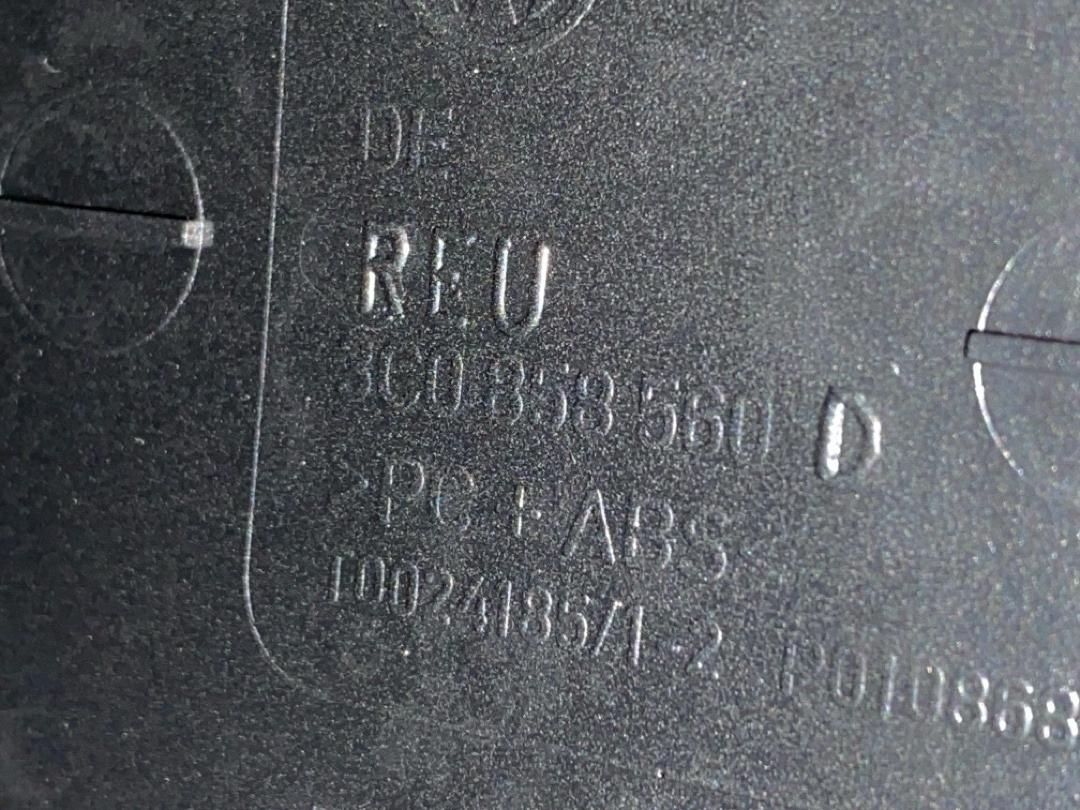 DE
REU
3C0 858 560 D
>PC+ABS
10024185/1-2 P010868